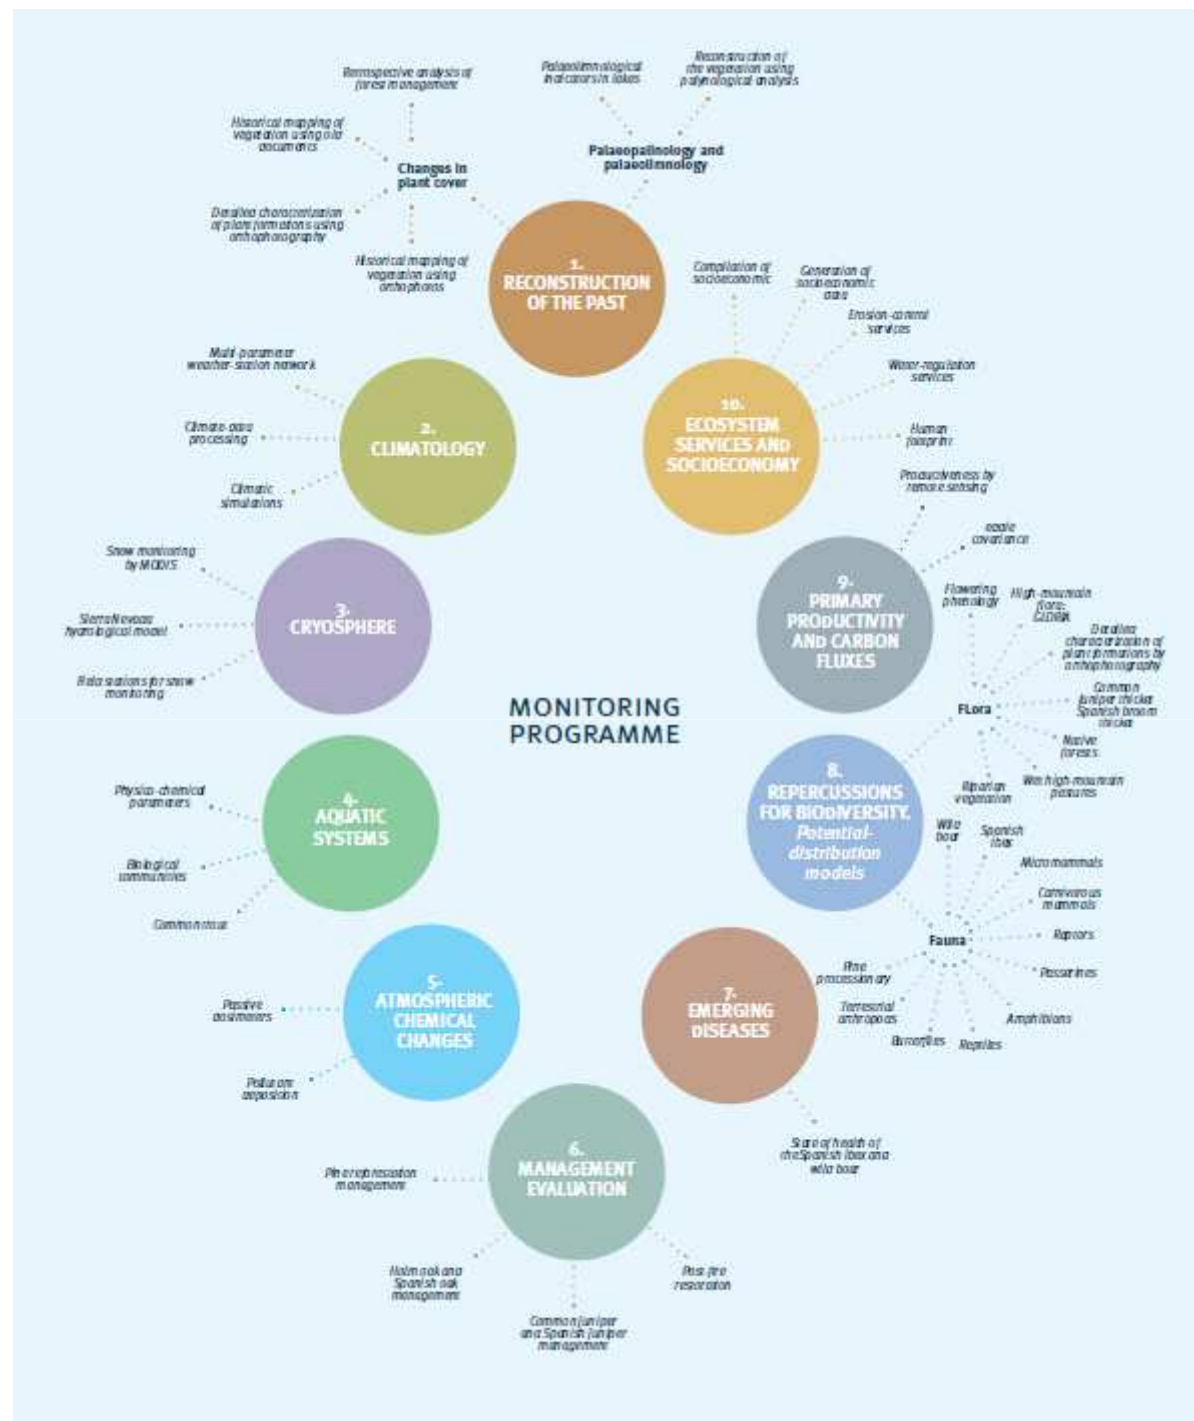 Retrospective analysis of
forest management
Historical mapping of
vegetation using old
documents
Changes in
plant cover
Detailed characterization
of plant formations using
orthophotography
Historical mapping of
vegetation using
orthophotos
Palaeolimnological
indicators in lakes
Reconstruction of
the vegetation using
palynological analysis
Palaeopalinology and
palaeolimnology
1.
RECONSTRUCTION
OF THE PAST
Multi-parameter
weather-station network
Climate-data
processing
Climatic
simulations
2.
CLIMATOLOGY
Snow monitoring
by MODIS
Sierra Nevada
hydrological model
Field stations for snow
monitoring
3.
CRYOSPHERE
MONITORING
PROGRAMME
Physico-chemical
parameters
Biological
communities
Common trout
4.
AQUATIC
SYSTEMS
Passive
dosimeters
Pollutant
deposition
5.
ATMOSPHERIC
CHEMICAL
CHANGES
6.
MANAGEMENT
EVALUATION
Pine reforestation
management
Holm oak and
Spanish oak
management
Common juniper
and Spanish juniper
management
Post-fire
restoration
7.
EMERGING
DISEASES
State of health of
the Spanish ibex and
wild boar
8.
REPERCUSSIONS
FOR BIODIVERSITY.
Potential-
distribution
models
FLora
Flowering
phenology
High-mountain
flora:
GLORIA
Detailed
characterization of
plant formations by
orthophotography
Common
juniper thicket
Spanish broom
thicket
Native
forests
Wet high-mountain
pastures
Riparian
vegetation
Fauna
Wild
boar
Spanish
ibex
Micromammals
Carnivorous
mammals
Raptors
Passerines
Amphibians
Reptiles
Butterflies
Terrestrial
arthropods
Pine
processionary
9.
PRIMARY
PRODUCTIVITY
AND CARBON
FLUXES
Productiveness by
remote sensing
eddie
covariance
10.
ECOSYSTEM
SERVICES AND
SOCIOECONOMY
Compilation of
socioeconomic
Generation of
socioeconomic
data
Erosion-control
services
Water-regulation
services
Human
footprint